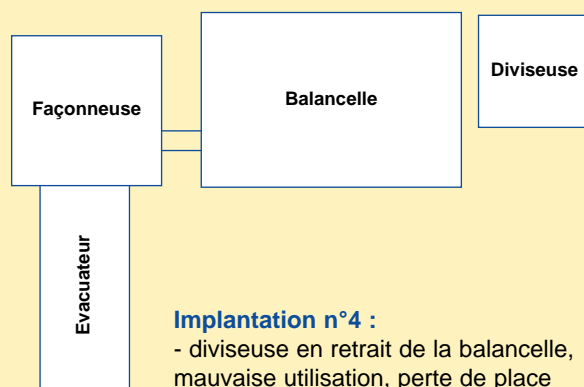 Façonneuse
Balancelle
Diviseuse
Evacuateur
Implantation n°4 :
- diviseuse en retrait de la balancelle,
mauvaise utilisation, perte de place